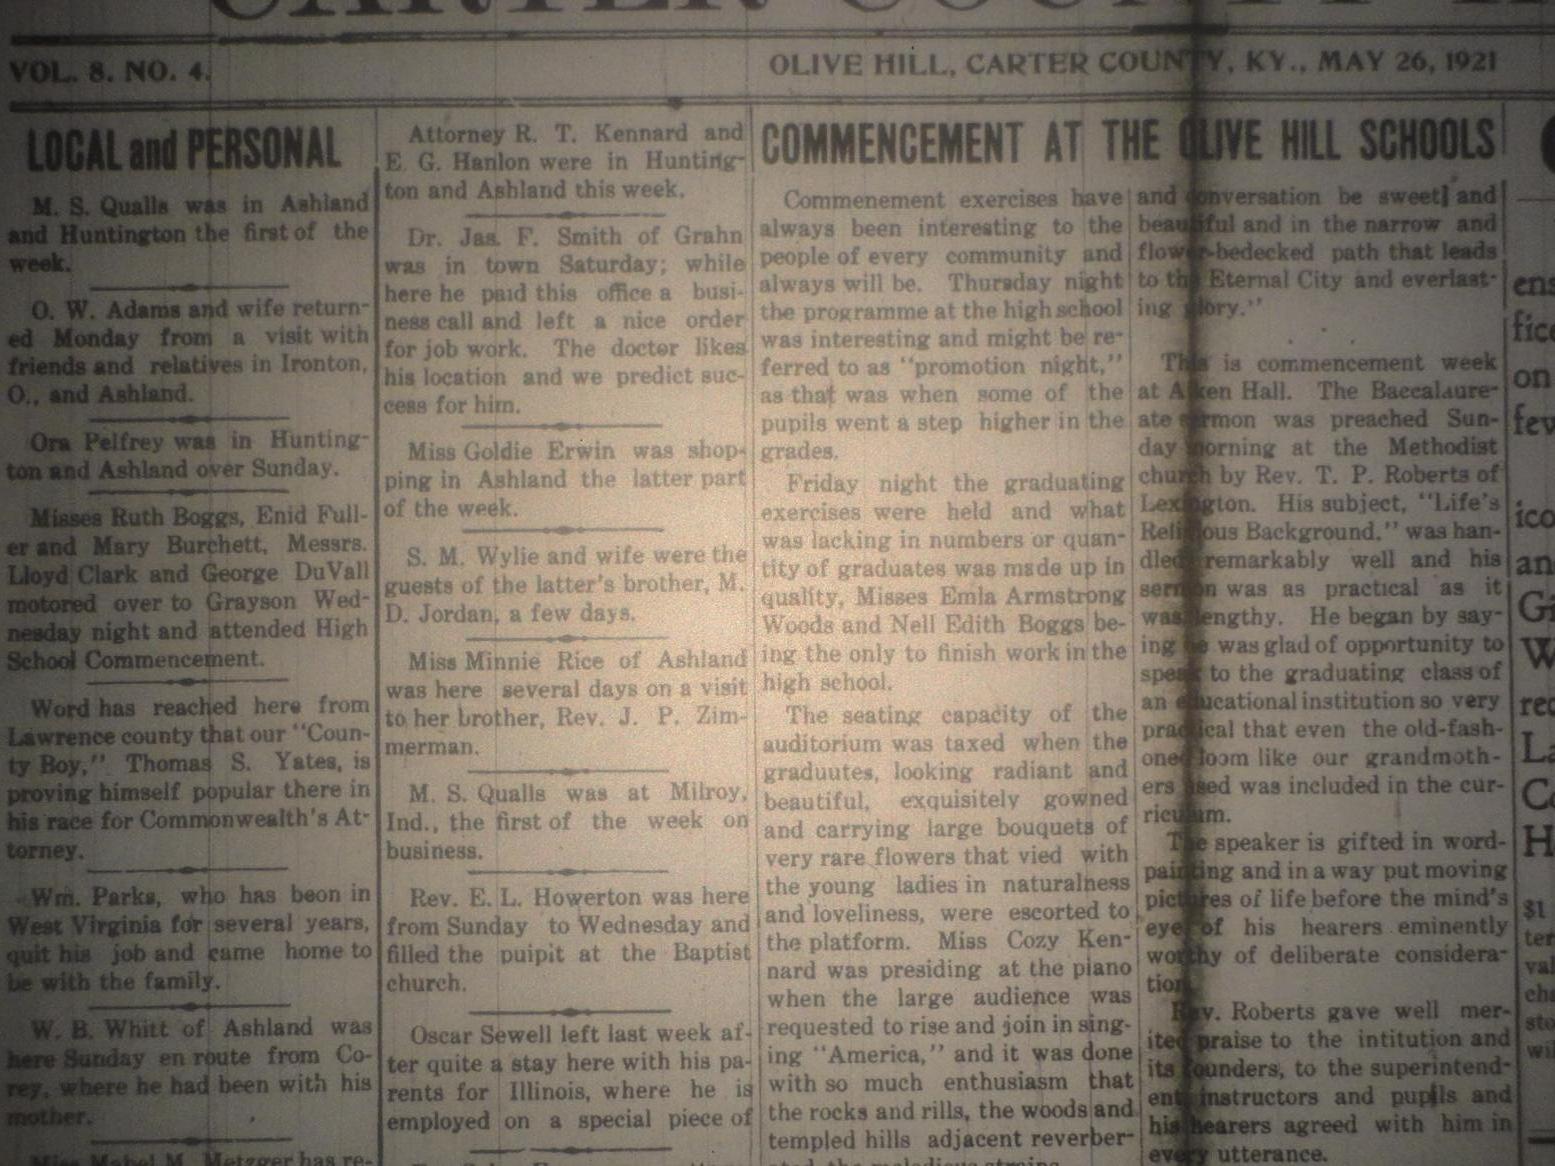 CARTER COUNTY
VOL. 8. NO. 4.
OLIVE HILL, CARTER COUNTY, KY., MAY 26, 1921
LOCAL and PERSONAL
M. S. Qualls was in Ashland
and Huntington the first of the
week.
O. W. Adams and wife return-
ed Monday from a visit with
friends and relatives in Ironton,
O., and Ashland.
Ora Pelfrey was in Hunting-
ton and Ashland over Sunday.
Misses Ruth Boggs, Enid Full-
er and Mary Burchett, Messrs.
Lloyd Clark and George DuVall
motored over to Grayson Wed-
nesday night and attended High
School Commencement.
Word has reached here from
Lawrence county that our "Coun-
ty Boy," Thomas S. Yates, is
proving himself popular there in
his race for Commonwealth's At-
torney.
Wm. Parks, who has beon in
West Virginia for several years,
quit his job and came home to
be with the family.
W. B. Whitt of Ashland was
here Sunday en route from Co-
rey, where he had been with his
mother.
Miss Mabel M. Metzger has re-
Attorney R. T. Kennard and
E. G. Hanlon were in Hunting-
ton and Ashland this week.
Dr. Jas. F. Smith of Grahn
was in town Saturday; while
here he paid this office a busi-
ness call and left a nice order
for job work. The doctor likes
his location and we predict suc-
cess for him.
Miss Goldie Erwin was shop-
ping in Ashland the latter part
of the week.
S. M. Wylie and wife were the
guests of the latter's brother, M.
D. Jordan, a few days.
Miss Minnie Rice of Ashland
was here several days on a visit
to her brother, Rev. J. P. Zim-
merman.
M. S. Qualls was at Milroy,
Ind., the first of the week on
business.
Rev. E. L. Howerton was here
from Sunday to Wednesday and
filled the puipit at the Baptist
church.
Oscar Sewell left last week af-
ter quite a stay here with his pa-
rents for Illinois, where he is
employed on a special piece of
COMMENCEMENT AT THE OLIVE HILL SCHOOLS
Commenement exercises have
always been interesting to the
people of every community and
always will be. Thursday night
the programme at the high school
was interesting and might be re-
ferred to as "promotion night,"
as that was when some of the
pupils went a step higher in the
grades.
Friday night the graduating
exercises were held and what
was lacking in numbers or quan-
tity of graduates was made up in
quality, Misses Emla Armstrong
Woods and Nell Edith Boggs be-
ing the only to finish work in the
high school.
The seating capacity of the
auditorium was taxed when the
graduutes, looking radiant and
beautiful, exquisitely gowned
and carrying large bouquets of
very rare flowers that vied with
the young ladies in naturalness
and loveliness, were escorted to
the platform. Miss Cozy Ken-
nard was presiding at the piano
when the large audience was
requested to rise and join in sing-
ing "America," and it was done
with so much enthusiasm that
the rocks and rills, the woods and
templed hills adjacent reverber-
ated the melodious strains.
and conversation be sweet and
beautiful and in the narrow and
flower-bedecked path that leads
to the Eternal City and everlast-
ing glory."
This is commencement week
at Aiken Hall. The Baccalaure-
ate sermon was preached Sun-
day morning at the Methodist
church by Rev. T. P. Roberts of
Lexington. His subject, "Life's
Religious Background," was han-
dled remarkably well and his
sermon was as practical as it
was lengthy. He began by say-
ing he was glad of opportunity to
speak to the graduating class of
an educational institution so very
practical that even the old-fash-
oned loom like our grandmoth-
ers used was included in the cur-
riculum.
The speaker is gifted in word-
painting and in a way put moving
pictures of life before the mind's
eye of his hearers eminently
worthy of deliberate considera-
tion.
Rev. Roberts gave well mer-
ited praise to the intitution and
its founders, to the superintend-
ent instructors and pupils and
his hearers agreed with him in
every utterance.
ens
fice
on
few
ico
an
Gi
W
rec
La
Co
H
$1
ter
val
cha
sto
wil